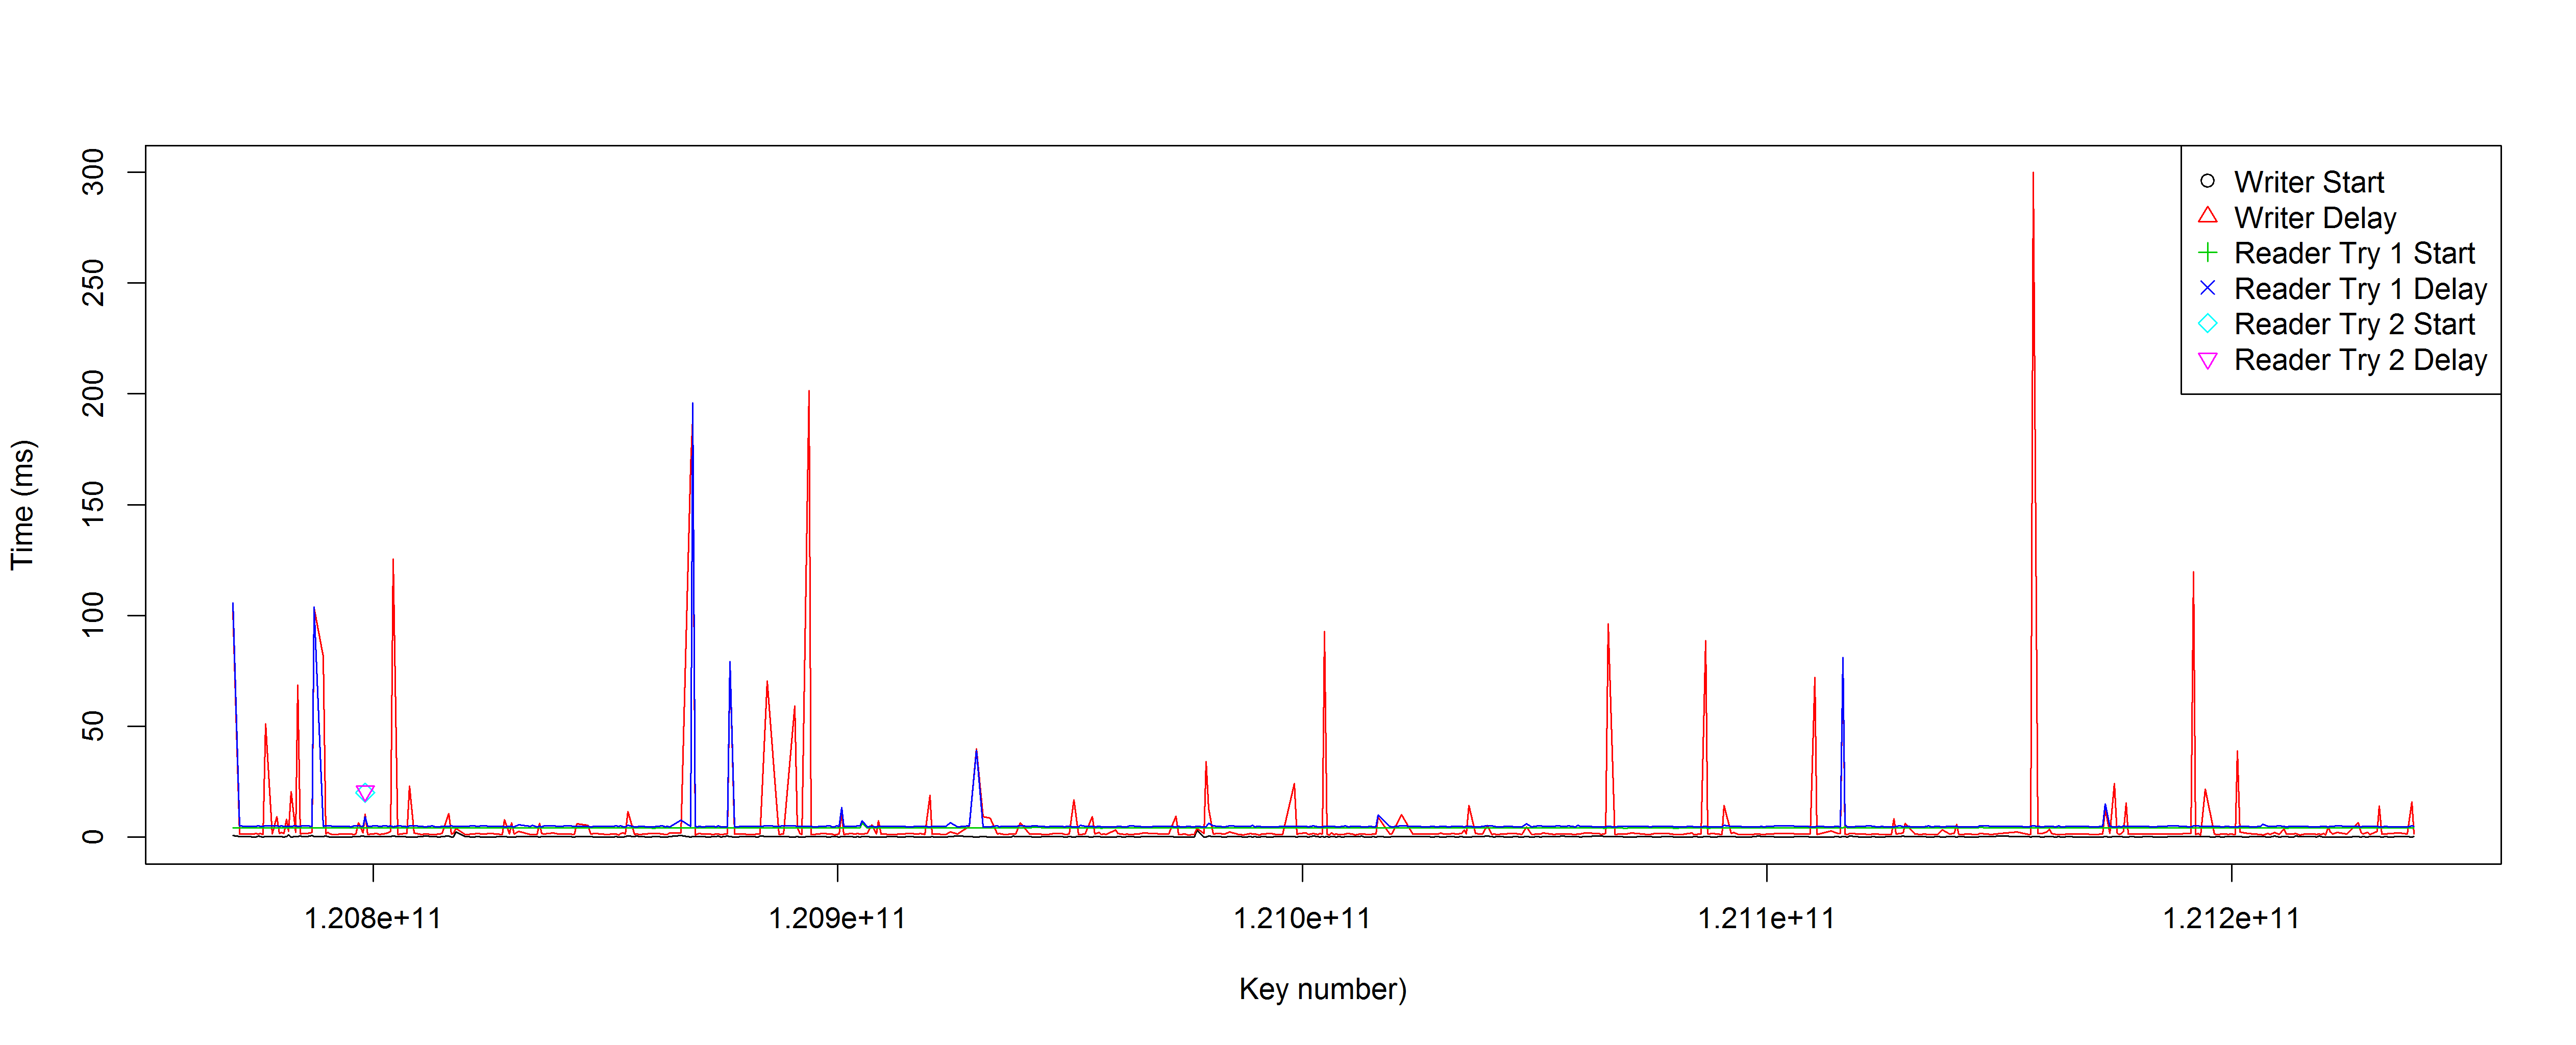 300
250
200
150
100
50
0
Time (ms)
Writer Start
Writer Delay
Reader Try 1 Start
Reader Try 1 Delay
Reader Try 2 Start
Reader Try 2 Delay
1.208e+11 1.209e+11 1.210e+11 1.211e+11 1.212e+11
Key number)